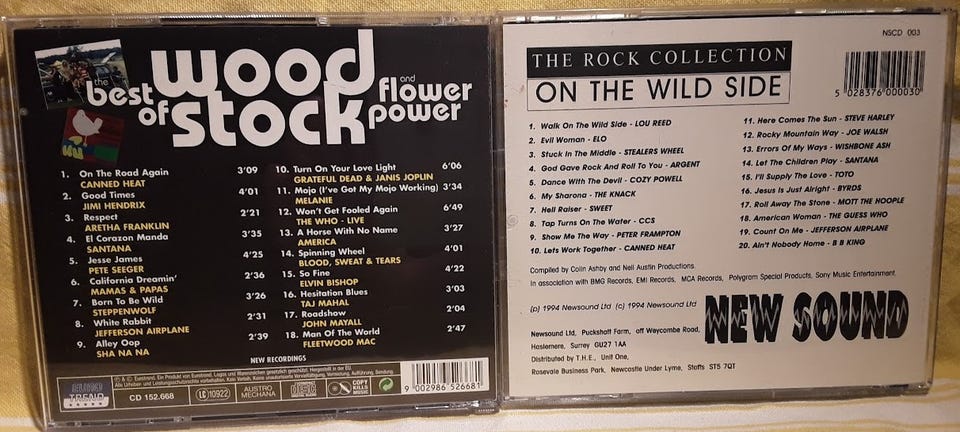 the best of
wood
stock
and
flower
power
1. On The Road Again 3'09
CANNED HEAT
2. Good Times 4'01
JIMI HENDRIX
3. Respect 2'21
ARETHA FRANKLIN
4. El Corazon Manda 3'35
SANTANA
5. Jesse James 4'25
PETE SEEGER
6. California Dreamin' 2'36
MAMAS & PAPAS
7. Born To Be Wild 3'26
STEPPENWOLF
8. White Rabbit 2'31
JEFFERSON AIRPLANE
9. Alley Oop 2'39
SHA NA NA
10. Turn On Your Love Light 6'06
GRATEFUL DEAD & JANIS JOPLIN
11. Mojo (I've Got My Mojo Working) 3'34
MELANIE
12. Won't Get Fooled Again 6'49
THE WHO - LIVE
13. A Horse With No Name 3'27
AMERICA
14. Spinning Wheel 4'01
BLOOD, SWEAT & TEARS
15. So Fine 4'22
ELVIN BISHOP
16. Hesitation Blues 3'03
TAJ MAHAL
17. Roadshow 2'04
JOHN MAYALL
18. Man Of The World 2'47
FLEETWOOD MAC
NEW RECORDINGS
TREND
CD 152.668
LC 10922
AUSTRO
MECHANA
COPY
KILLS
MUSIC
9 002986 526681
NSCD 003
THE ROCK COLLECTION
ON THE WILD SIDE
5 028376 000030
1. Walk On The Wild Side - LOU REED
2. Evil Woman - ELO
3. Stuck In The Middle - STEALERS WHEEL
4. God Gave Rock And Roll To You - ARGENT
5. Dance With The Devil - COZY POWELL
6. My Sharona - THE KNACK
7. Hell Raiser - SWEET
8. Tap Turns On The Water - CCS
9. Show Me The Way - PETER FRAMPTON
10. Lets Work Together - CANNED HEAT
11. Here Comes The Sun - STEVE HARLEY
12. Rocky Mountain Way - JOE WALSH
13. Errors Of My Ways - WISHBONE ASH
14. Let The Children Play - SANTANA
15. I'll Supply The Love - TOTO
16. Jesus Is Just Alright - BYRDS
17. Roll Away The Stone - MOTT THE HOOPLE
18. American Woman - THE GUESS WHO
19. Count On Me - JEFFERSON AIRPLANE
20. Ain't Nobody Home - B B KING
Compiled by Colin Ashby and Neil Austin Productions.
In association with BMG Records, EMI Records, MCA Records, Polygram Special Products, Sony Music Entertainment.
(p) 1994 Newsound Ltd (c) 1994 Newsound Ltd
NEW SOUND
Newsound Ltd, Puckshott Farm, off Weycombe Road,
Haslemere, Surrey GU27 1AA
Distributed by T.H.E., Unit One,
Rosevale Business Park, Newcastle Under Lyme, Staffs ST5 7QT